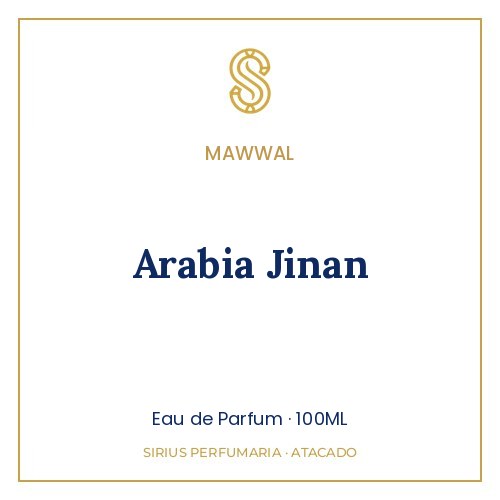 MAWWAL
Arabia Jinan
Eau de Parfum · 100ML
SIRIUS PERFUMARIA · ATACADO